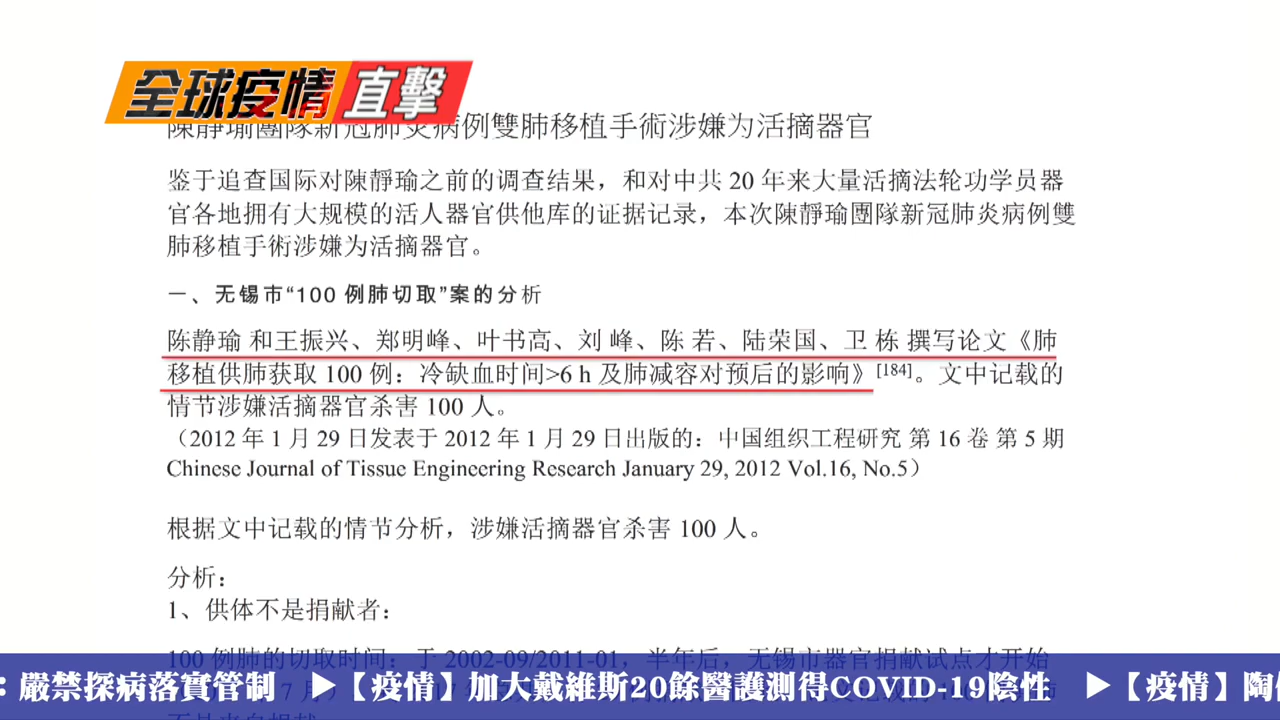 全球疫情直擊
陳靜瑜團隊新冠肺炎病例雙肺移植手術涉嫌为活摘器官
鉴于追查国际对陳靜瑜之前的调查结果，和对中共 20 年来大量活摘法轮功学员器
官各地拥有大规模的活人器官供他库的证据记录，本次陳靜瑜團隊新冠肺炎病例雙
肺移植手術涉嫌为活摘器官。
一、无锡市“100 例肺切取”案的分析
陈静瑜 和王振兴、郑明峰、叶书高、刘 峰、陈 若、陆荣国、卫 栋 撰写论文《肺
移植供肺获取 100 例：冷缺血时间>6 h 及肺减容对预后的影响》[184]。文中记载的
情节涉嫌活摘器官杀害 100 人。
（2012 年 1 月 29 日发表于 2012 年 1 月 29 日出版的：中国组织工程研究 第 16 卷 第 5 期
Chinese Journal of Tissue Engineering Research January 29, 2012 Vol.16, No.5）
根据文中记载的情节分析，涉嫌活摘器官杀害 100 人。
分析：
1、供体不是捐献者：
100 例肺的切取时间：于 2002-09/2011-01，半年后，无锡市器官捐献试点才开始
：嚴禁探病落實管制 ▶【疫情】加大戴維斯20餘醫護測得COVID-19陰性 ▶【疫情】陶